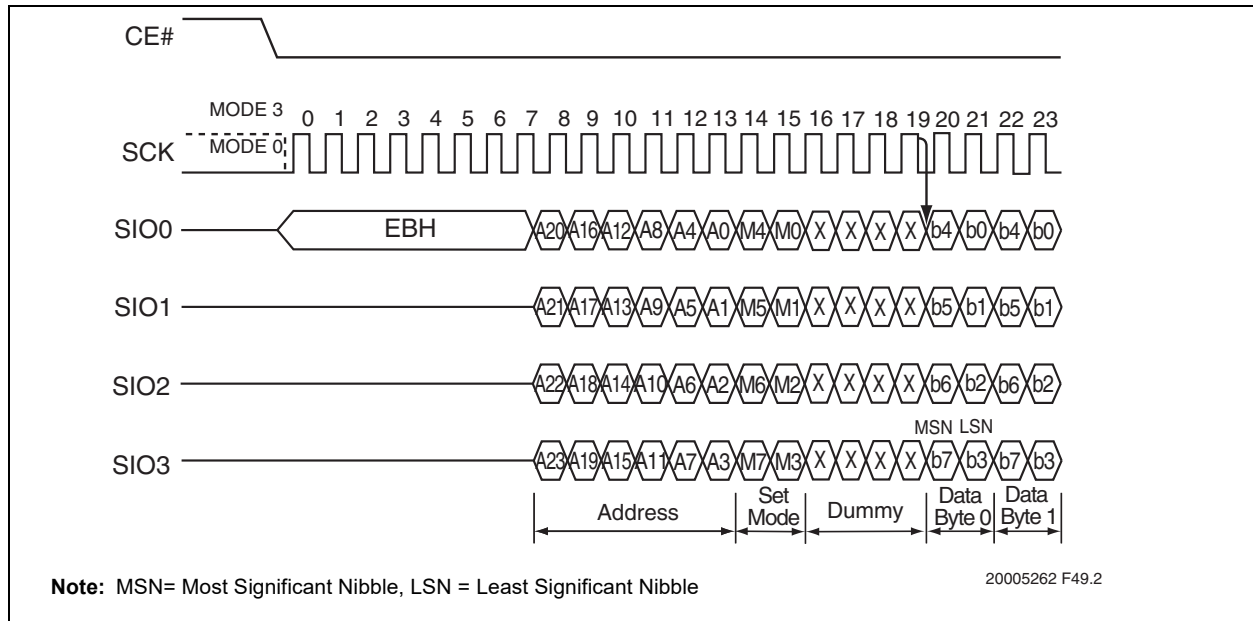 CE#
MODE 3
0 1 2 3 4 5 6 7 8 9 10 11 12 13 14 15 16 17 18 19 20 21 22 23
SCK MODE 0
SIO0 EBH A20 A16 A12 A8 A4 A0 M4 M0 X X X X b4 b0 b4 b0
SIO1 A21 A17 A13 A9 A5 A1 M5 M1 X X X X b5 b1 b5 b1
SIO2 A22 A18 A14 A10 A6 A2 M6 M2 X X X X b6 b2 b6 b2
MSN LSN
SIO3 A23 A19 A15 A11 A7 A3 M7 M3 X X X X b7 b3 b7 b3
Address Set Mode Dummy Data Byte 0 Data Byte 1
Note: MSN= Most Significant Nibble, LSN = Least Significant Nibble
20005262 F49.2